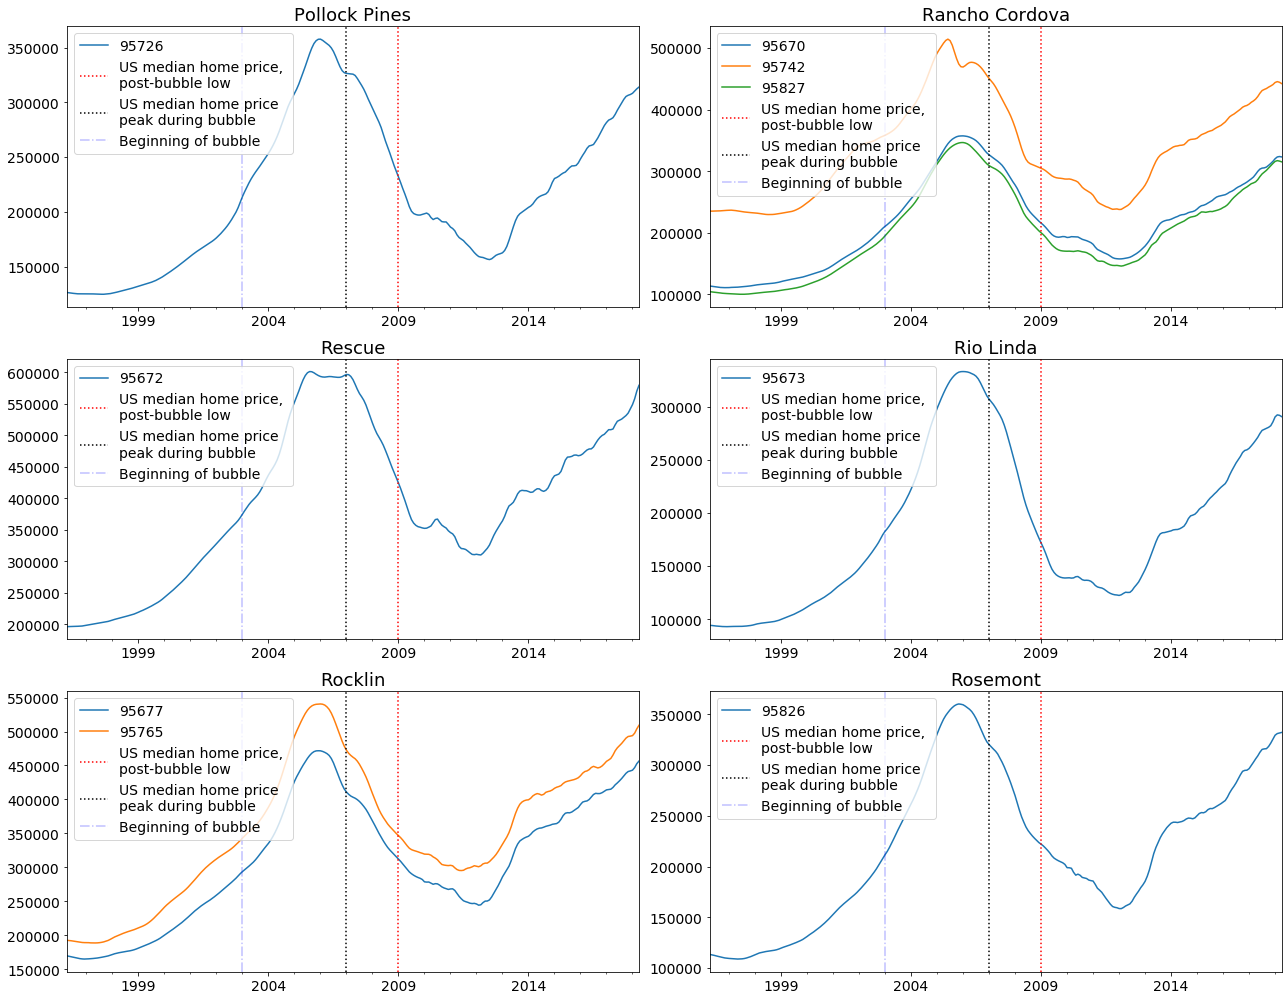 Pollock Pines
350000
300000
250000
200000
150000
95726
US median home price,
post-bubble low
US median home price
peak during bubble
Beginning of bubble
1999
2004
2009
2014
Rancho Cordova
500000
400000
300000
200000
100000
95670
95742
95827
US median home price,
post-bubble low
US median home price
peak during bubble
Beginning of bubble
1999
2004
2009
2014
Rescue
600000
550000
500000
450000
400000
350000
300000
250000
200000
95672
US median home price,
post-bubble low
US median home price
peak during bubble
Beginning of bubble
1999
2004
2009
2014
Rio Linda
300000
250000
200000
150000
100000
95673
US median home price,
post-bubble low
US median home price
peak during bubble
Beginning of bubble
1999
2004
2009
2014
Rocklin
550000
500000
450000
400000
350000
300000
250000
200000
150000
95677
95765
US median home price,
post-bubble low
US median home price
peak during bubble
Beginning of bubble
1999
2004
2009
2014
Rosemont
350000
300000
250000
200000
150000
100000
95826
US median home price,
post-bubble low
US median home price
peak during bubble
Beginning of bubble
1999
2004
2009
2014